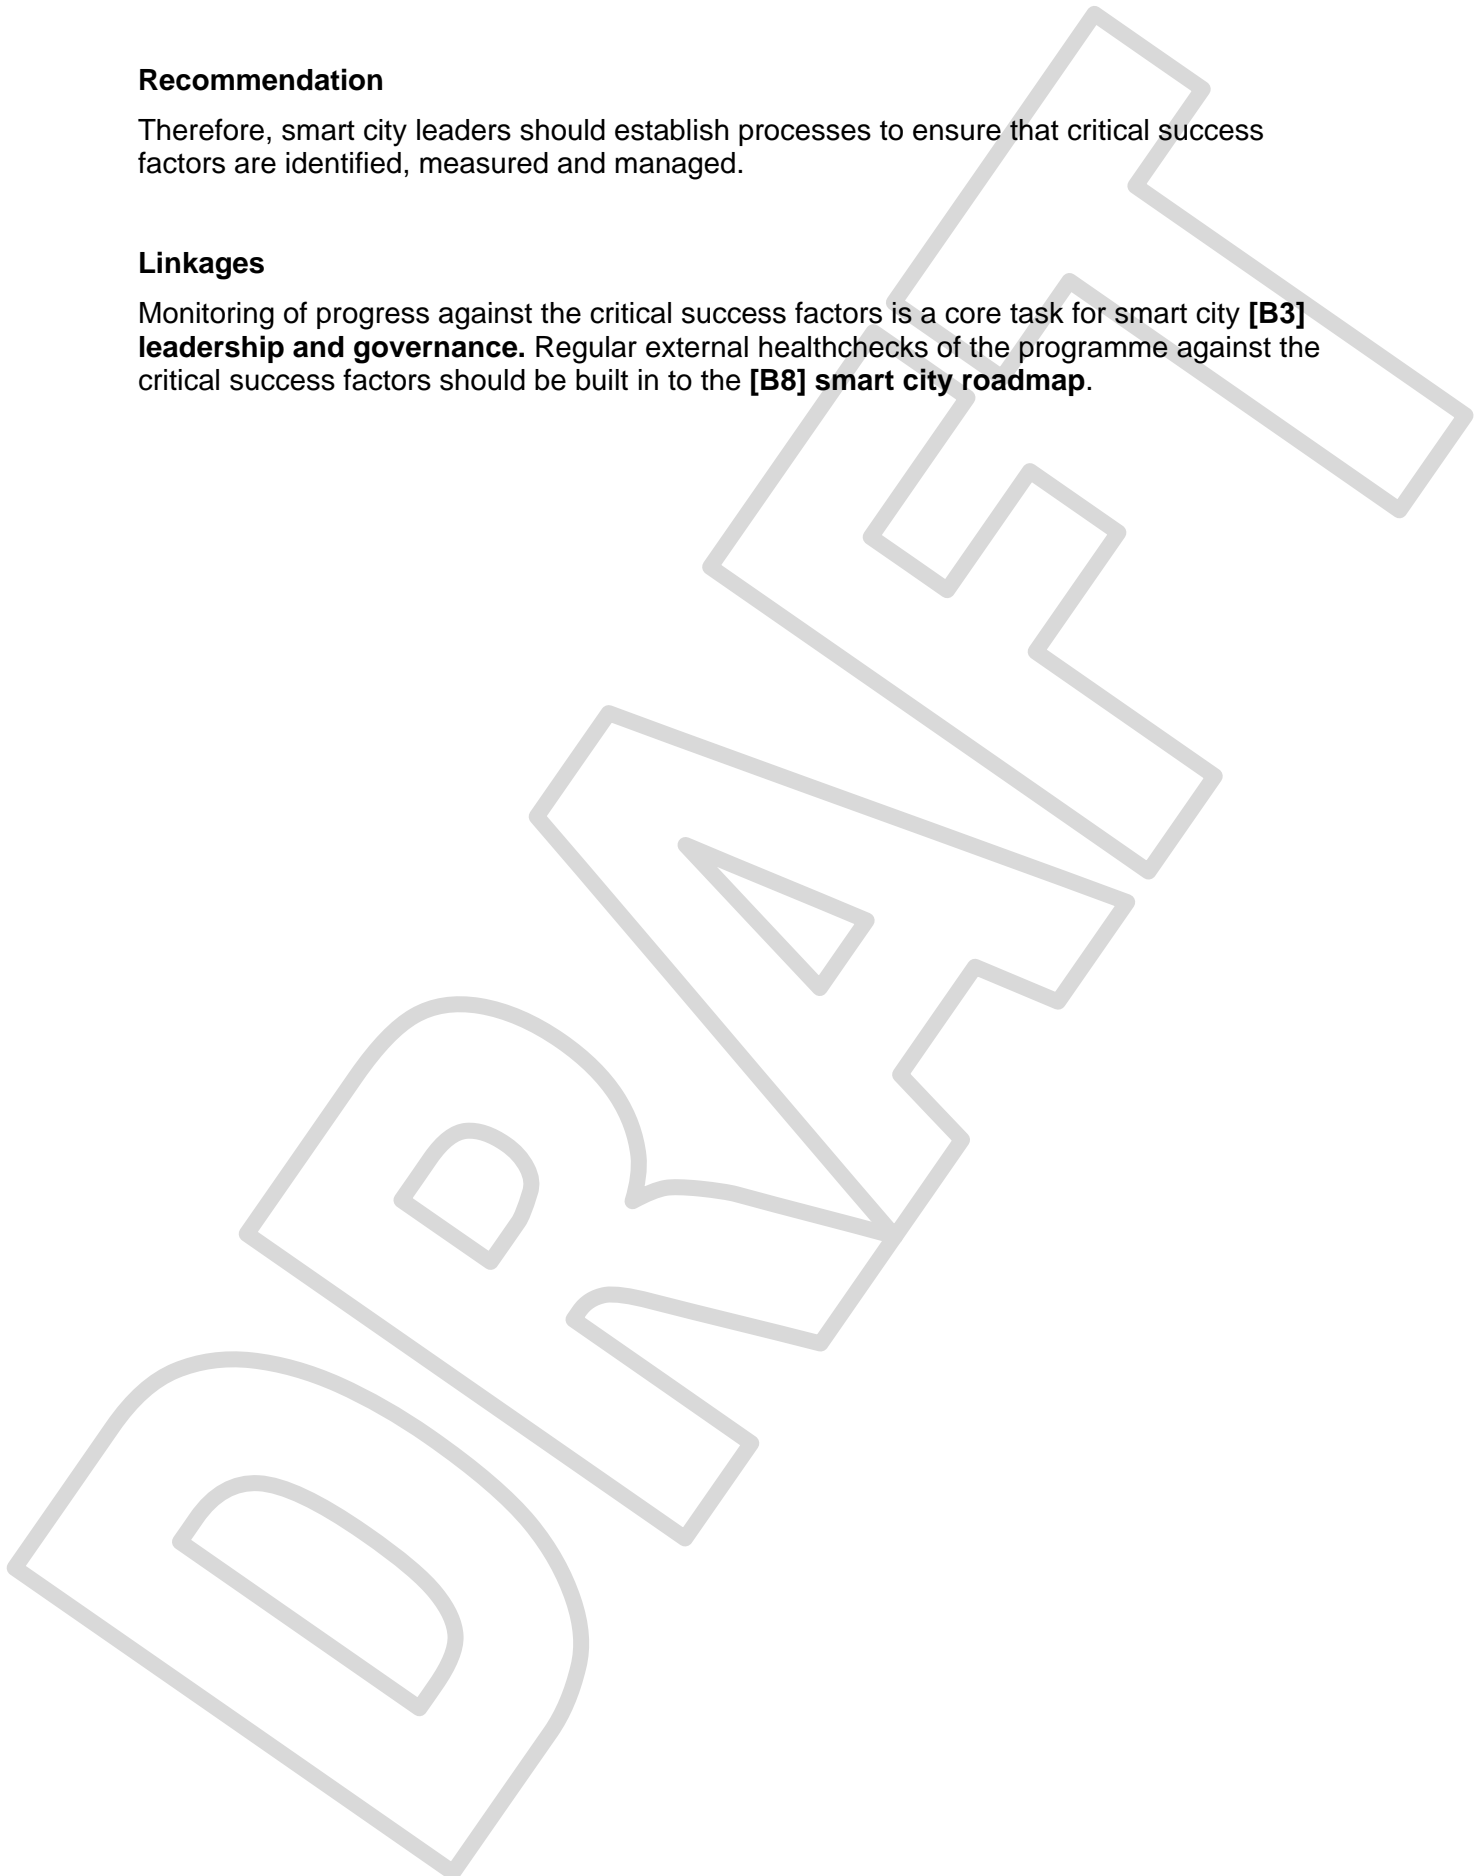 Recommendation
Therefore, smart city leaders should establish processes to ensure that critical success
factors are identified, measured and managed.
Linkages
Monitoring of progress against the critical success factors is a core task for smart city [B3]
leadership and governance. Regular external healthchecks of the programme against the
critical success factors should be built in to the [B8] smart city roadmap.
DRAFT